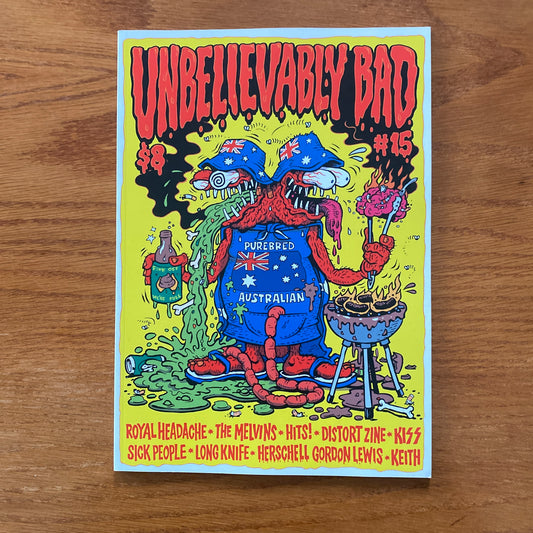 UNBELIEVABLY BAD
$8
#15
PUREBRED
AUSTRALIAN
ROYAL HEADACHE * THE MELVINS * HITS! * DISTORT ZINE * KISS
SICK PEOPLE * LONG KNIFE * HERSCHELL GORDON LEWIS * KEITH